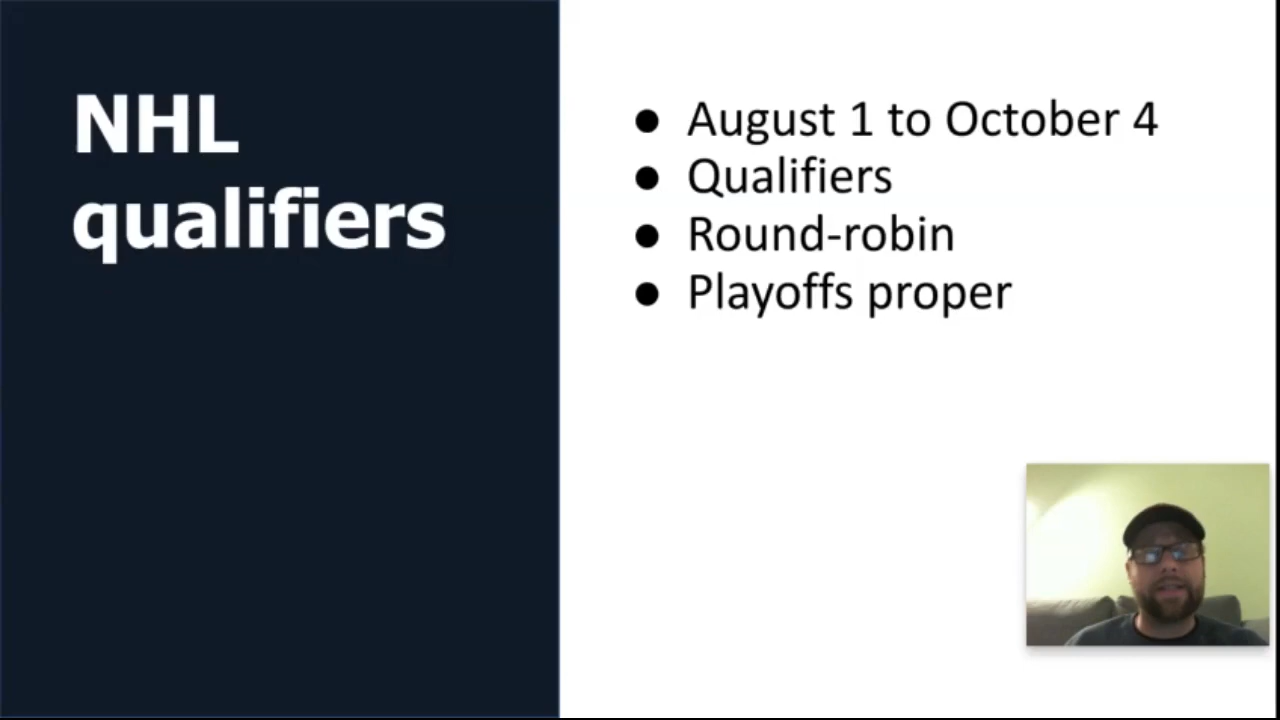 NHL
qualifiers
● August 1 to October 4
● Qualifiers
● Round-robin
● Playoffs proper